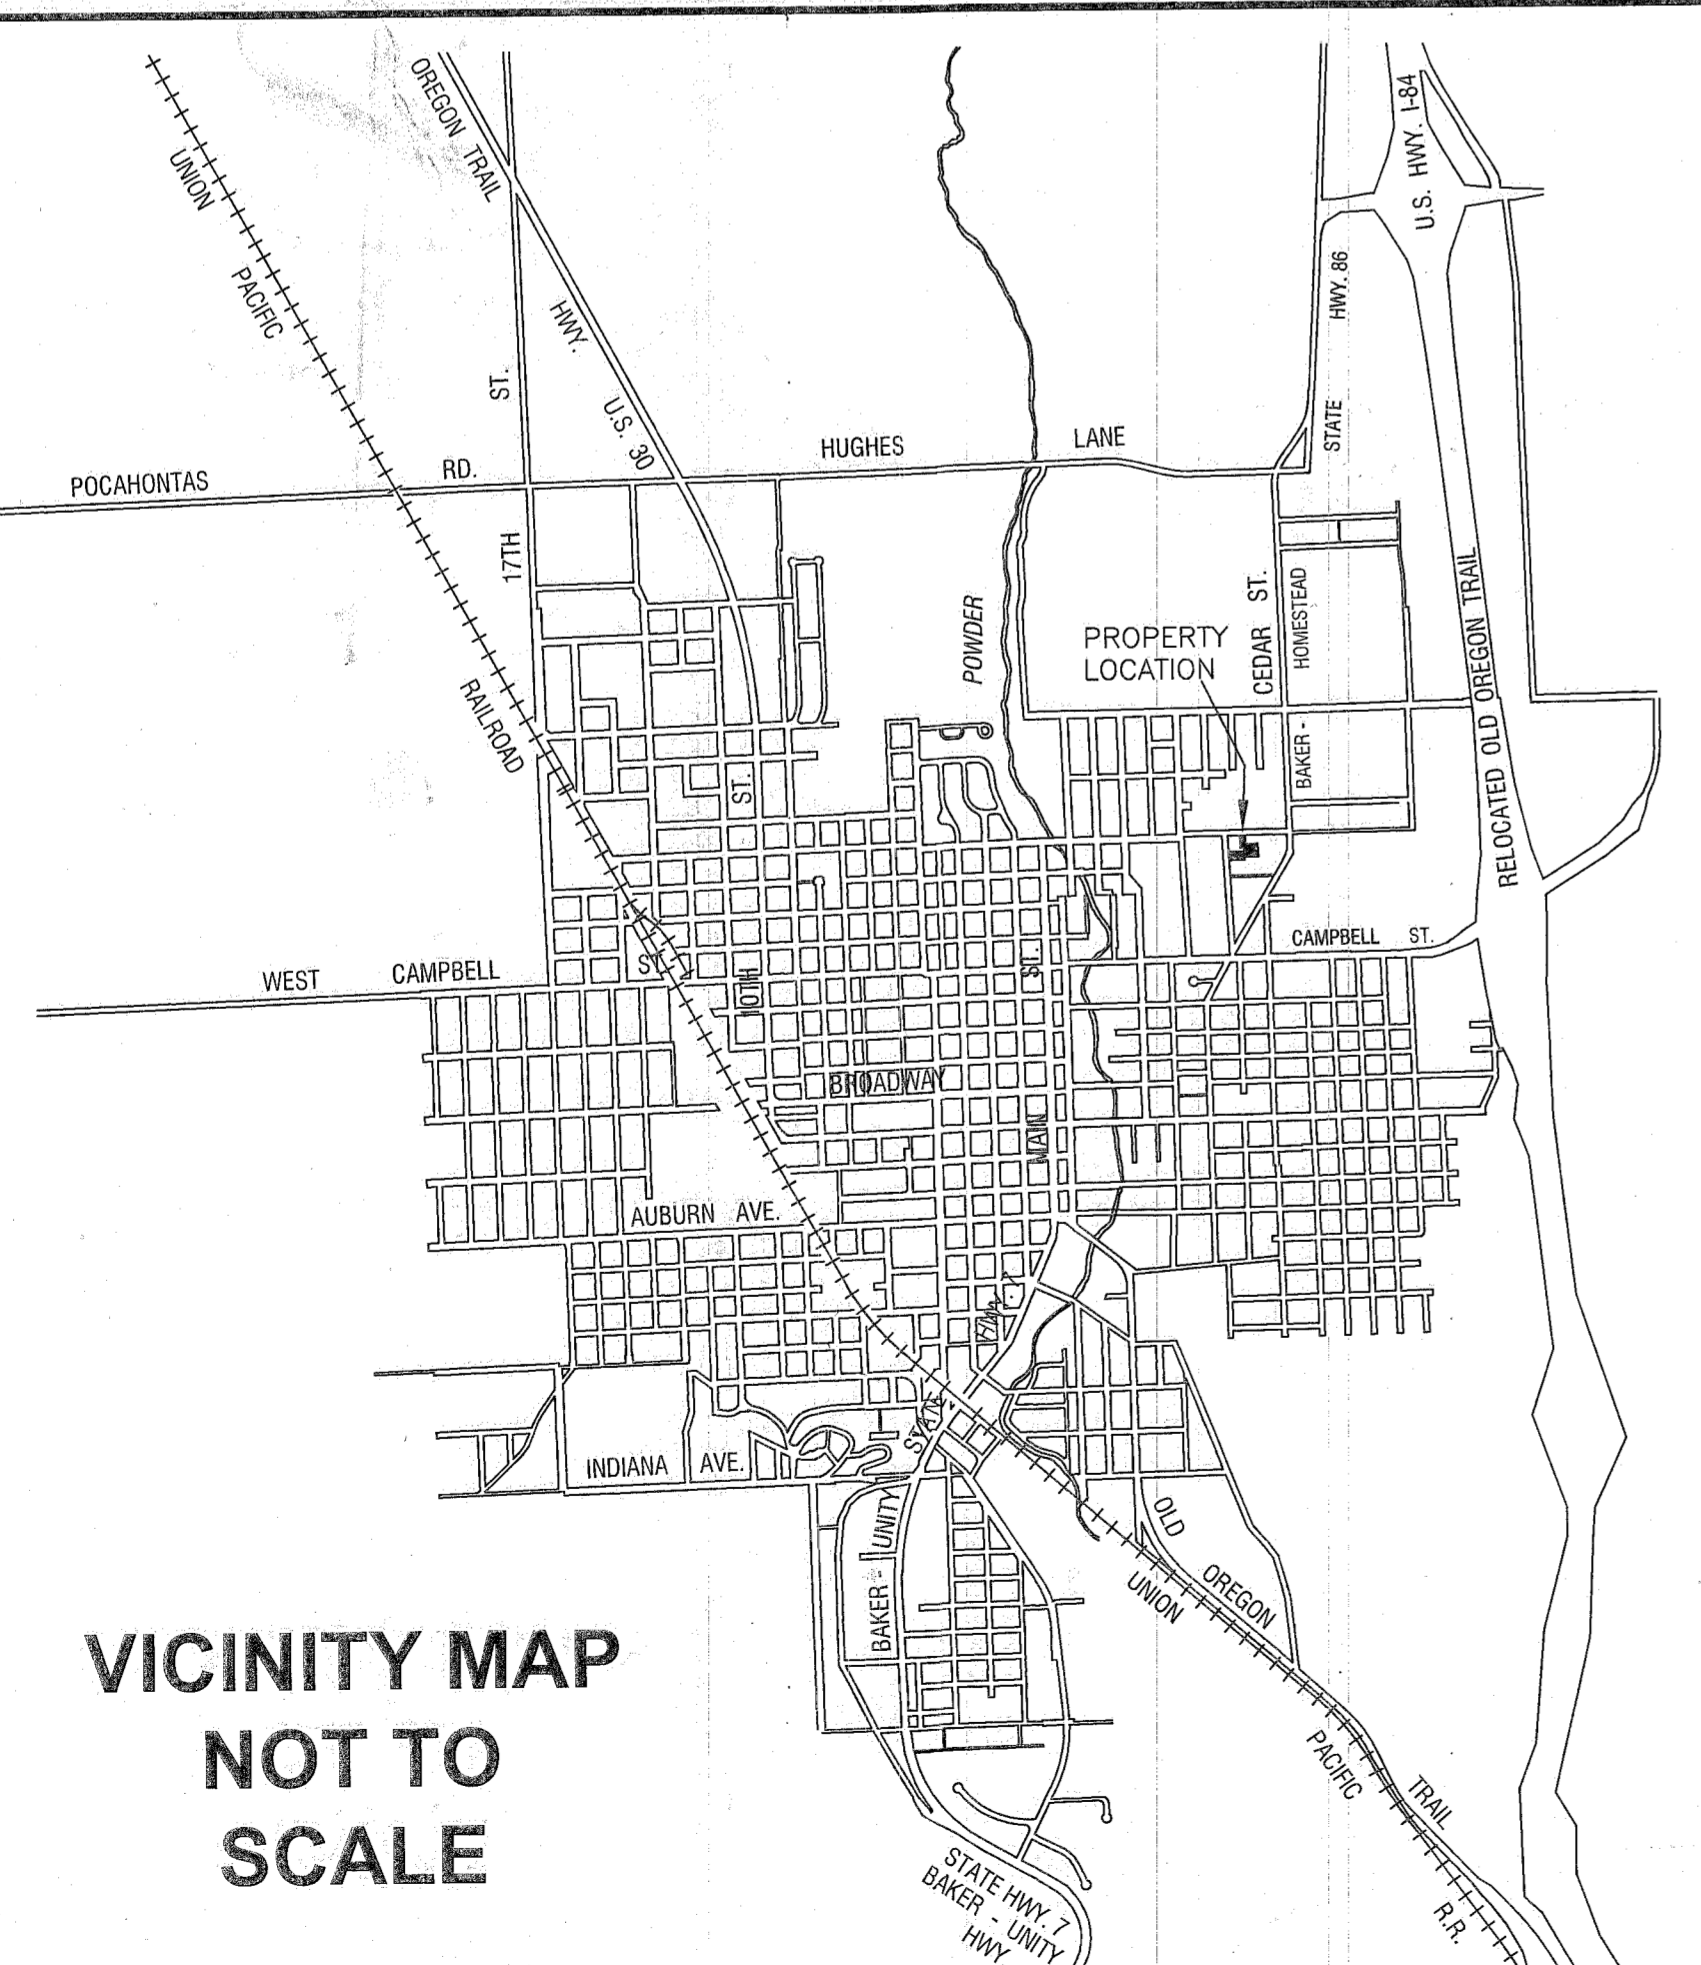 OREGON TRAIL
HWY.
U.S. 30
UNION
PACIFIC
RAILROAD
ST.
17TH
POCAHONTAS RD.
HUGHES LANE
U.S. HWY. I-84
STATE HWY. 86
POWDER
PROPERTY
LOCATION
CEDAR ST.
BAKER - HOMESTEAD
RELOCATED OLD OREGON TRAIL
ST.
10TH
WEST CAMPBELL ST.
CAMPBELL ST.
ST.
MAIN
BROADWAY
AUBURN AVE.
Hwy 7
INDIANA AVE.
BAKER - UNITY
OLD OREGON TRAIL
UNION PACIFIC R.R.
STATE HWY. 7
BAKER - UNITY
HWY
VICINITY MAP
NOT TO
SCALE